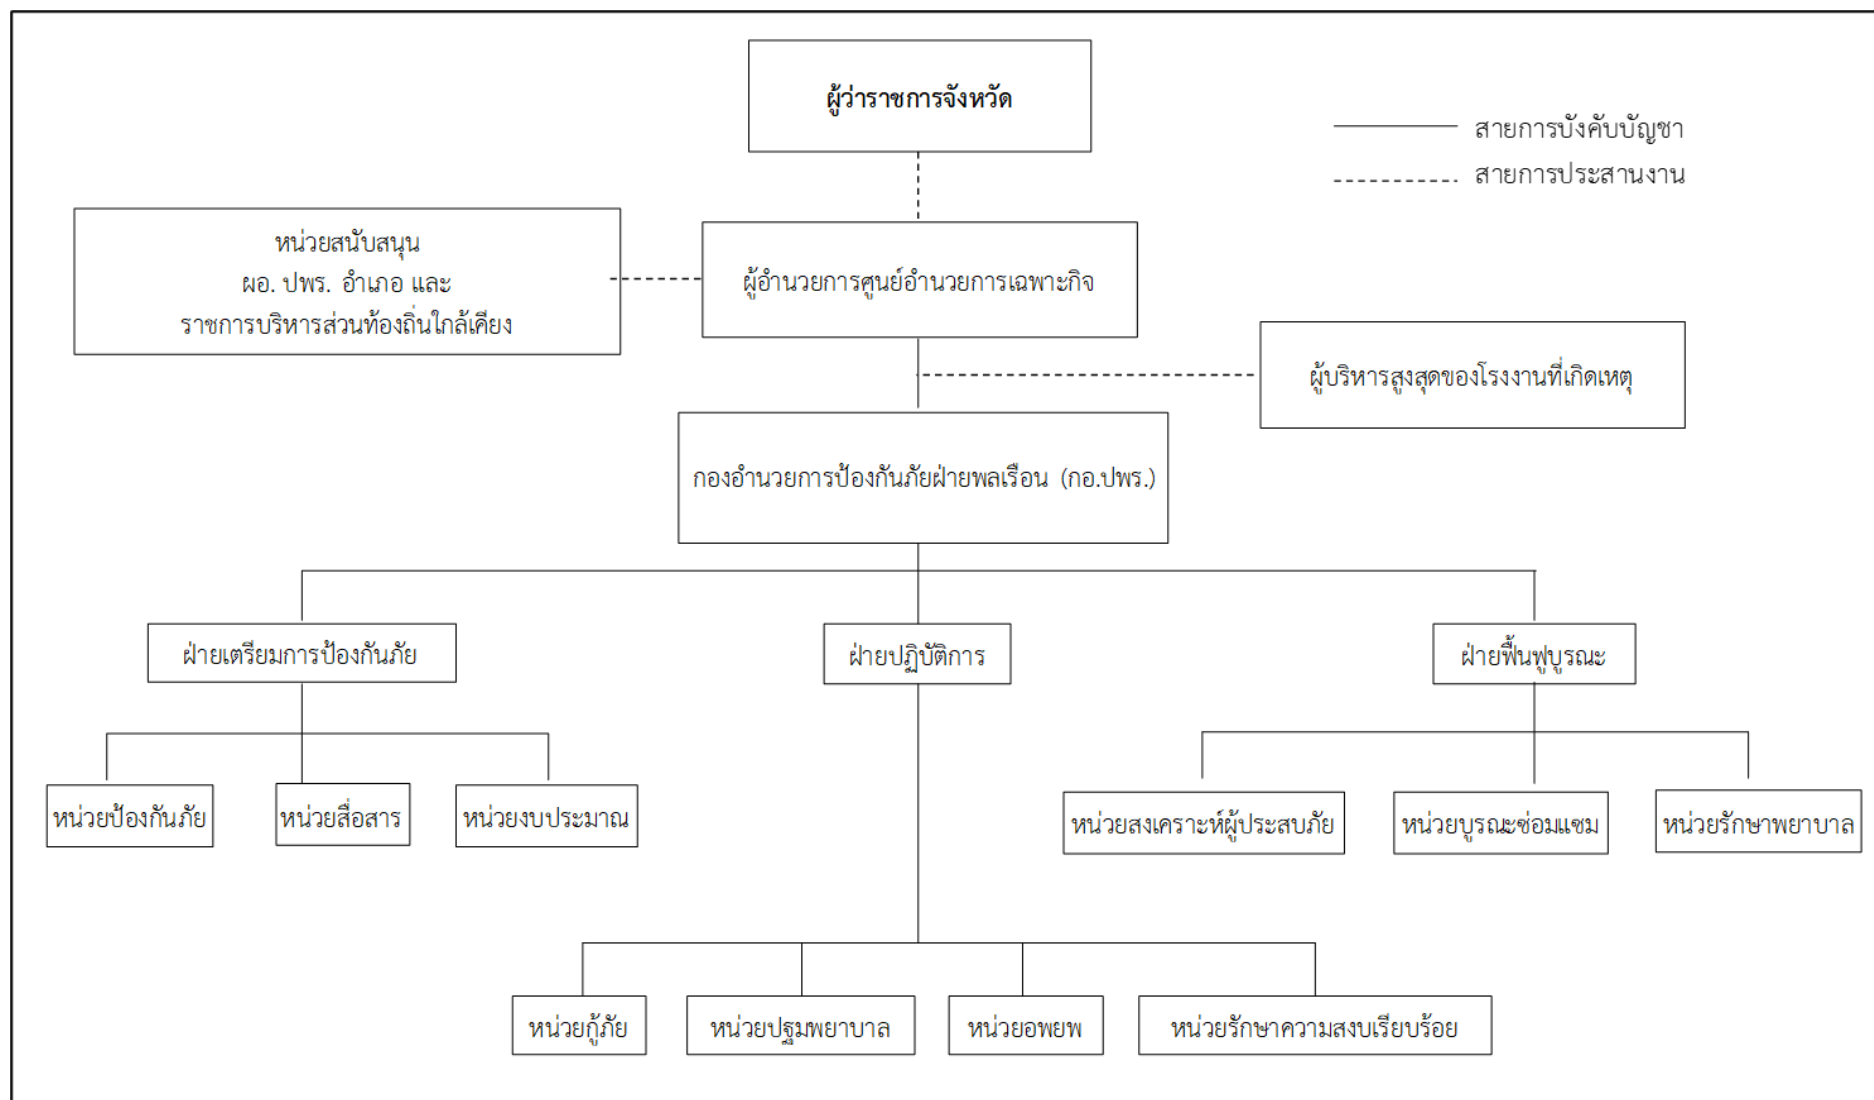 ผู้ว่าราชการจังหวัด
สายการบังคับบัญชา
สายการประสานงาน
หน่วยสนับสนุน
ผอ. ปพร. อำเภอ และ
ราชการบริหารส่วนท้องถิ่นใกล้เคียง
ผู้อำนวยการศูนย์อำนวยการเฉพาะกิจ
ผู้บริหารสูงสุดของโรงงานที่เกิดเหตุ
กองอำนวยการป้องกันภัยฝ่ายพลเรือน (กอ.ปพร.)
ฝ่ายเตรียมการป้องกันภัย
ฝ่ายปฏิบัติการ
ฝ่ายฟื้นฟูบูรณะ
หน่วยป้องกันภัย
หน่วยสื่อสาร
หน่วยงบประมาณ
หน่วยสงเคราะห์ผู้ประสบภัย
หน่วยบูรณะซ่อมแซม
หน่วยรักษาพยาบาล
หน่วยกู้ภัย
หน่วยปฐมพยาบาล
หน่วยอพยพ
หน่วยรักษาความสงบเรียบร้อย